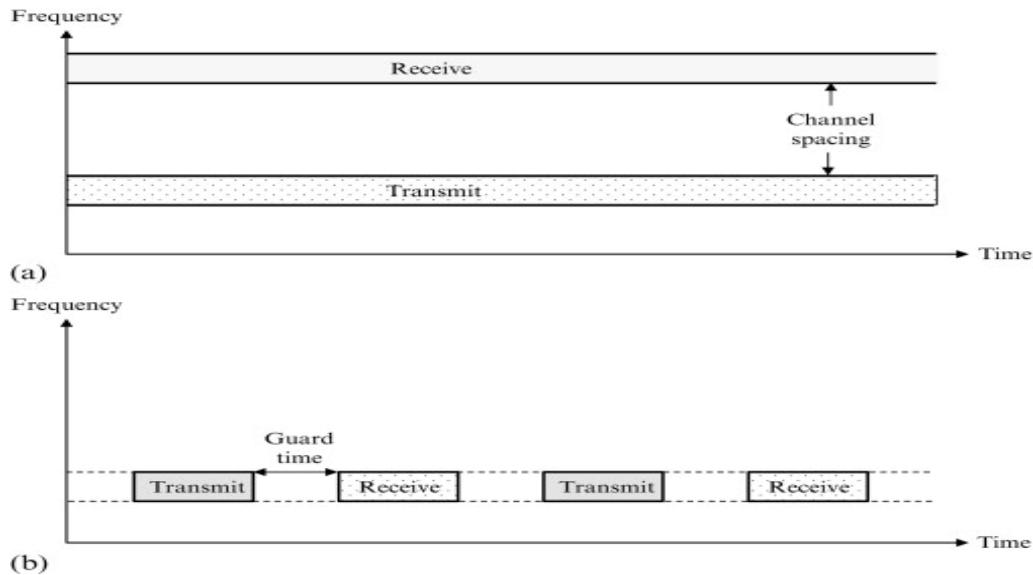 Frequency
Receive
Channel
spacing
Transmit
Time
(a)
Frequency
Guard
time
Transmit
Receive
Transmit
Receive
Time
(b)